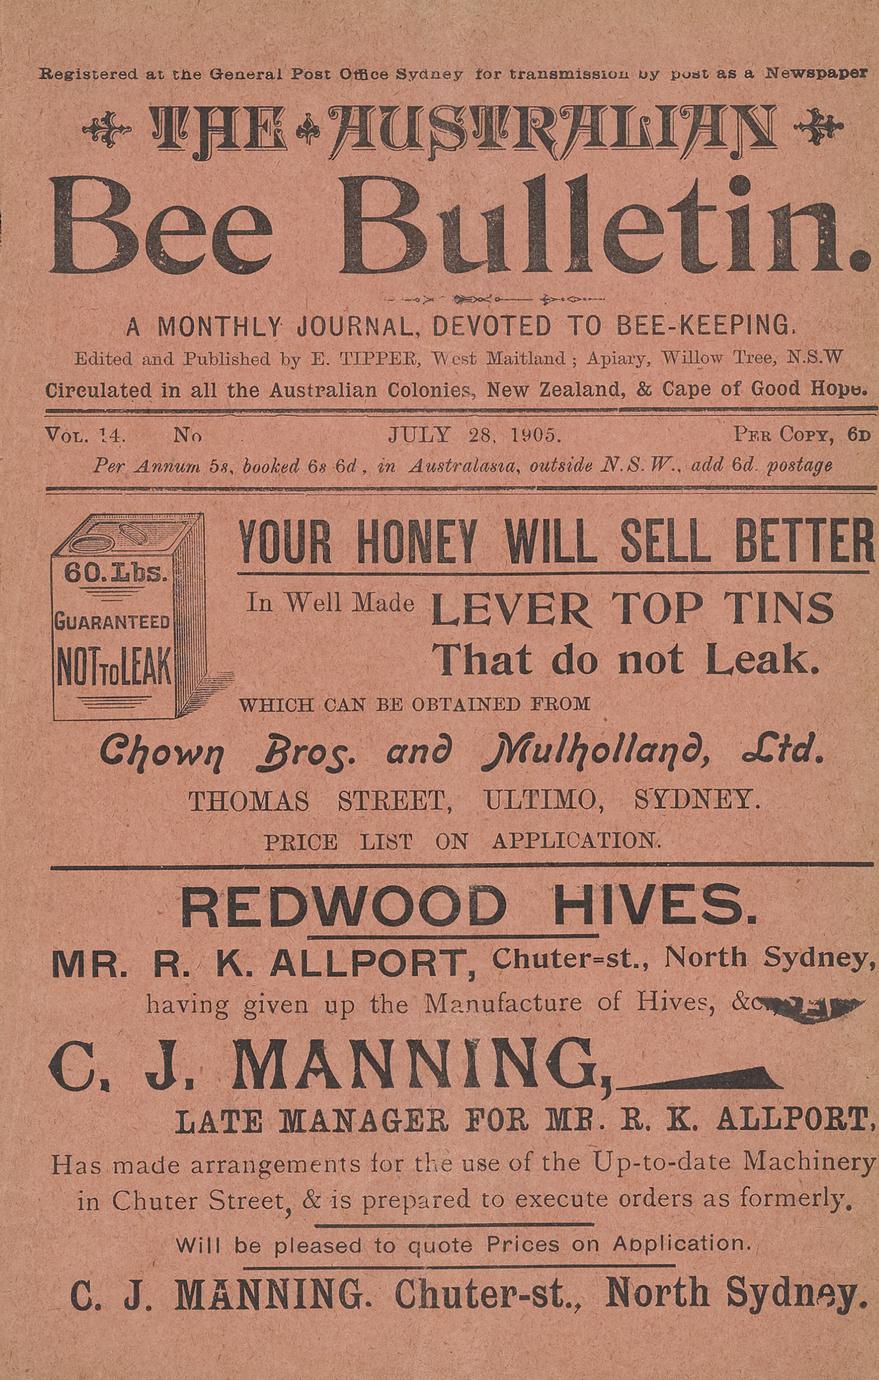 Registered at the General Post Office Sydney for transmission by post as a Newspaper
THE AUSTRALIAN
Bee Bulletin.
A MONTHLY JOURNAL, DEVOTED TO BEE-KEEPING.
Edited and Published by E. TIPPER, West Maitland ; Apiary, Willow Tree, N.S.W
Circulated in all the Australian Colonies, New Zealand, & Cape of Good Hope.
VOL. 14. No JULY 28, 1905. PER COPY, 6D
Per Annum 5s, booked 6s 6d, in Australasia, outside N.S.W., add 6d. postage
60.Lbs.
GUARANTEED
NOT TO LEAK
YOUR HONEY WILL SELL BETTER
In Well Made LEVER TOP TINS
That do not Leak.
WHICH CAN BE OBTAINED FROM
Chown Bros. and Mulholland, Ltd.
THOMAS STREET, ULTIMO, SYDNEY.
PRICE LIST ON APPLICATION.
REDWOOD HIVES.
MR. R. K. ALLPORT, Chuter=st., North Sydney,
having given up the Manufacture of Hives, &c
C. J. MANNING,
LATE MANAGER FOR MR. R. K. ALLPORT,
Has made arrangements for the use of the Up-to-date Machinery
in Chuter Street, & is prepared to execute orders as formerly.
Will be pleased to quote Prices on Application.
C. J. MANNING. Chuter-st., North Sydney.